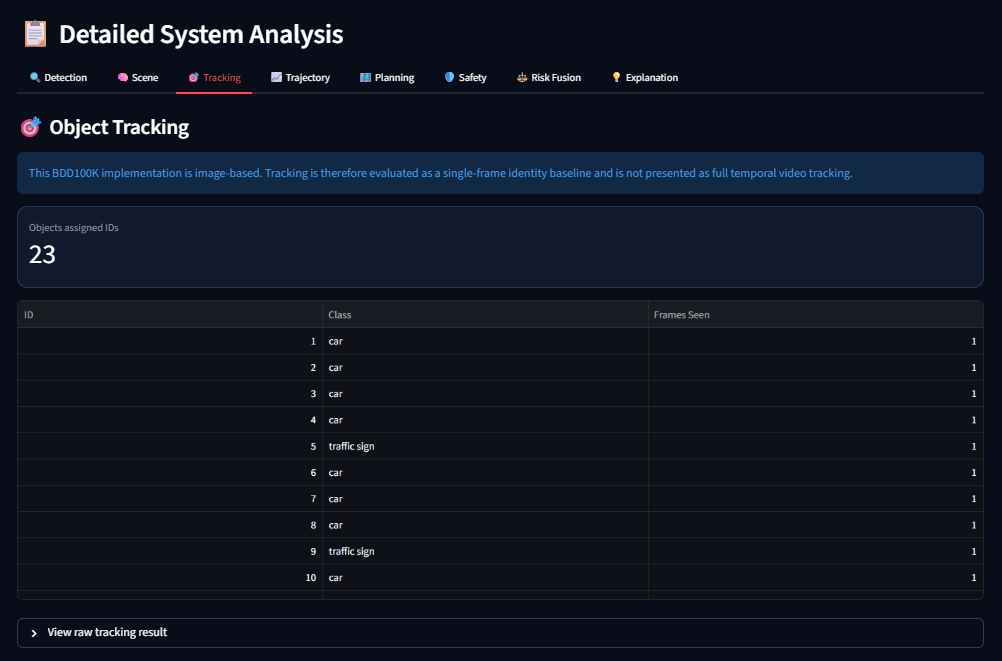 Detailed System Analysis
Detection Scene Tracking Trajectory Planning Safety Risk Fusion Explanation
Object Tracking
This BDD100K implementation is image-based. Tracking is therefore evaluated as a single-frame identity baseline and is not presented as full temporal video tracking.
Objects assigned IDs
23
ID Class Frames Seen
1 car 1
2 car 1
3 car 1
4 car 1
5 traffic sign 1
6 car 1
7 car 1
8 car 1
9 traffic sign 1
10 car 1
View raw tracking result